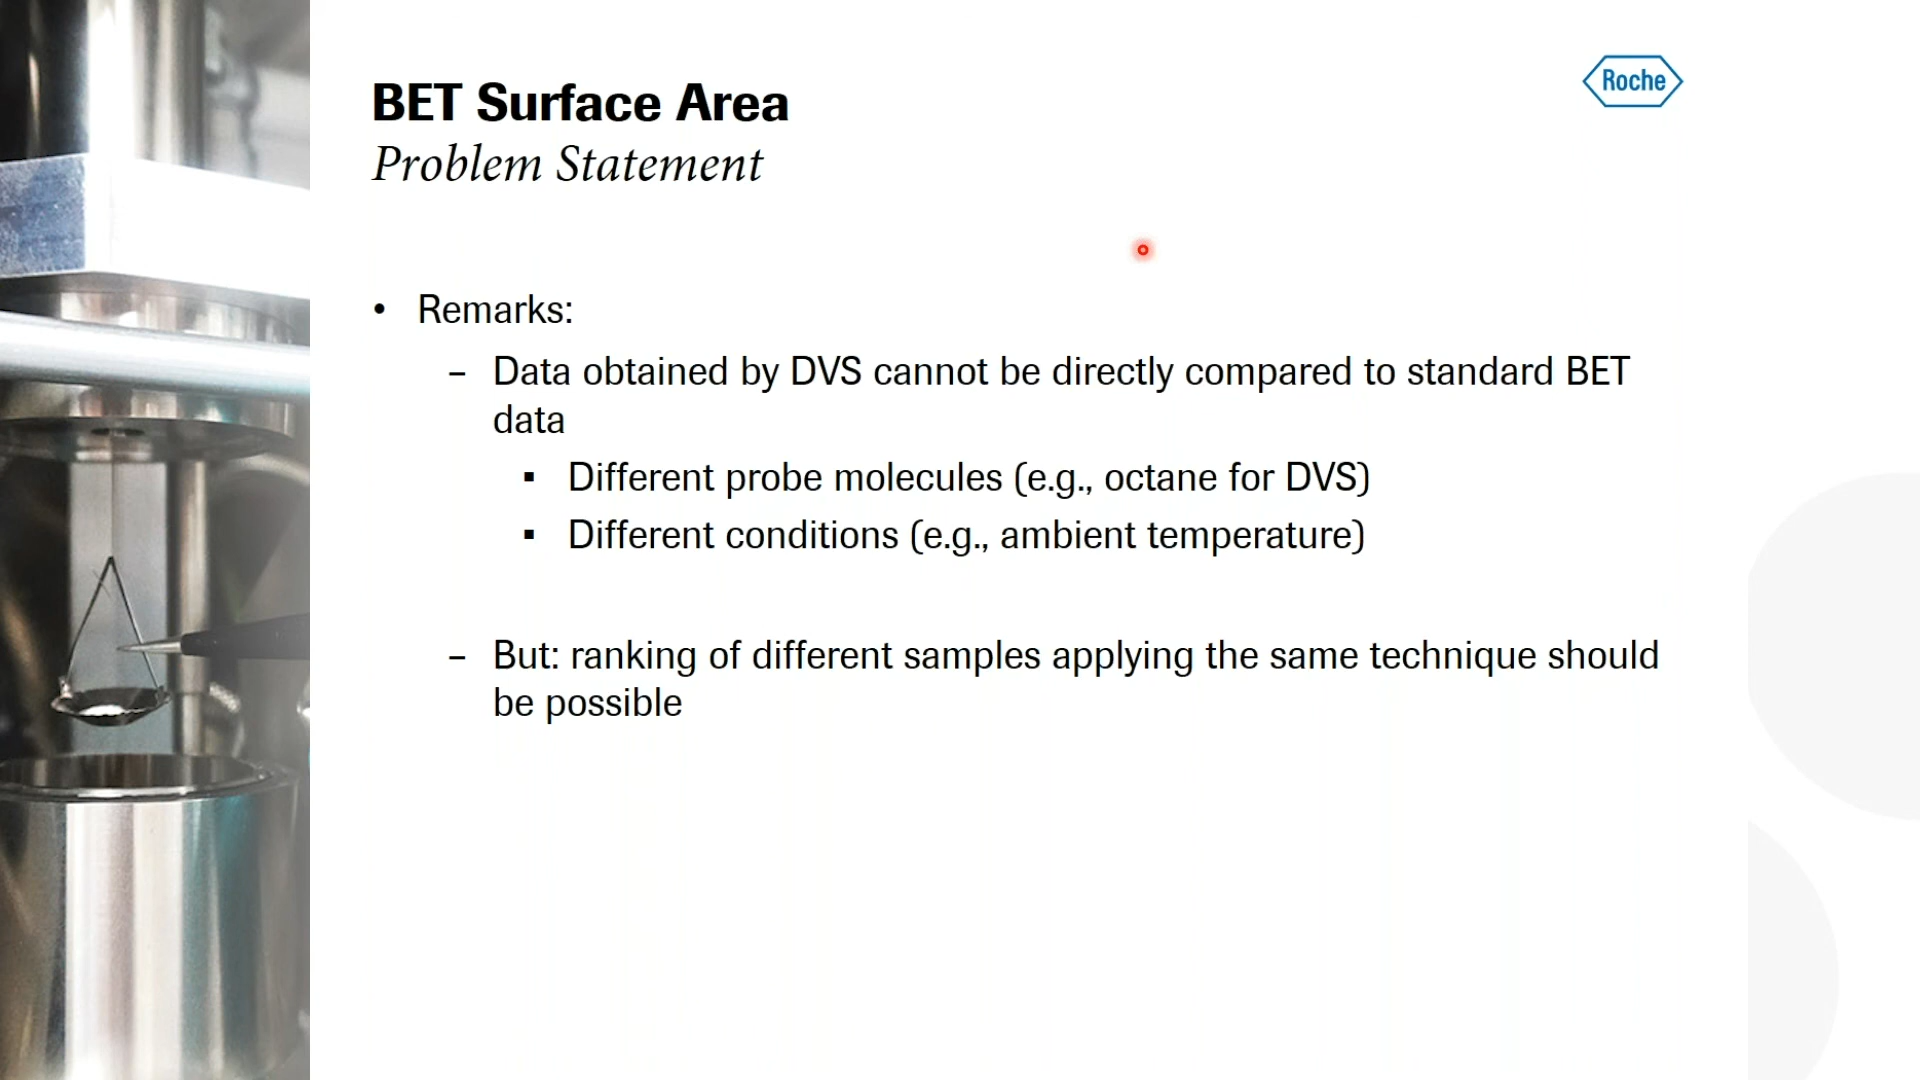 BET Surface Area
Roche
Problem Statement
• Remarks:
– Data obtained by DVS cannot be directly compared to standard BET
data
▪ Different probe molecules (e.g., octane for DVS)
▪ Different conditions (e.g., ambient temperature)
– But: ranking of different samples applying the same technique should
be possible